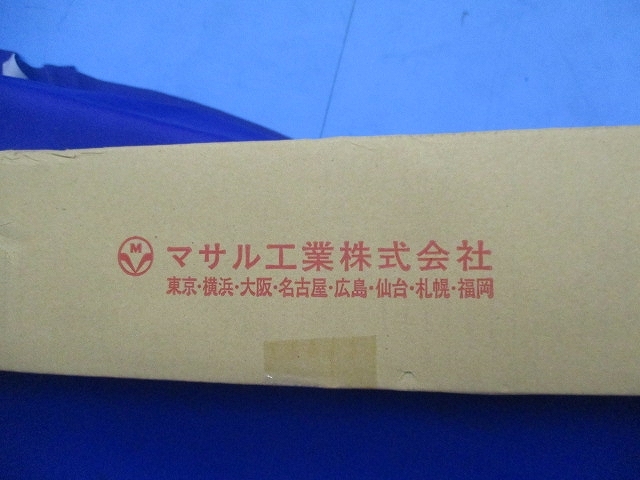 M
マサル工業株式会社
東京・横浜・大阪・名古屋・広島・仙台・札幌・福岡